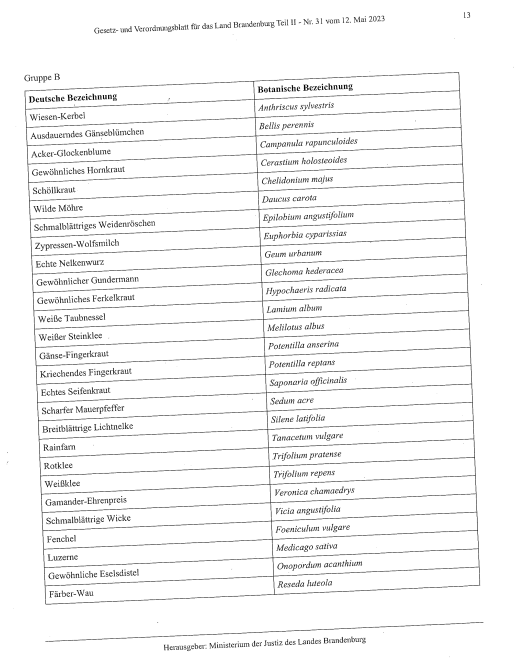 Gesetz- und Verordnungsblatt für das Land Brandenburg Teil II - Nr. 31 vom 12. Mai 2023 13
Gruppe B
Deutsche Bezeichnung Botanische Bezeichnung
Wiesen-Kerbel Anthriscus sylvestris
Ausdauerndes Gänseblümchen Bellis perennis
Acker-Glockenblume Campanula rapunculoides
Gewöhnliches Hornkraut Cerastium holosteoides
Schöllkraut Chelidonium majus
Wilde Möhre Daucus carota
Schmalblättriges Weidenröschen Epilobium angustifolium
Zypressen-Wolfsmilch Euphorbia cyparissias
Echte Nelkenwurz Geum urbanum
Gewöhnlicher Gundermann Glechoma hederacea
Gewöhnliches Ferkelkraut Hypochaeris radicata
Weiße Taubnessel Lamium album
Weißer Steinklee Melilotus albus
Gänse-Fingerkraut Potentilla anserina
Kriechendes Fingerkraut Potentilla reptans
Echtes Seifenkraut Saponaria officinalis
Scharfer Mauerpfeffer Sedum acre
Breitblättrige Lichtnelke Silene latifolia
Rainfarn Tanacetum vulgare
Rotklee Trifolium pratense
Weißklee Trifolium repens
Gamander-Ehrenpreis Veronica chamaedrys
Schmalblättrige Wicke Vicia angustifolia
Fenchel Foeniculum vulgare
Luzerne Medicago sativa
Gewöhnliche Eselsdistel Onopordum acanthium
Färber-Wau Reseda luteola
Herausgeber: Ministerium der Justiz des Landes Brandenburg